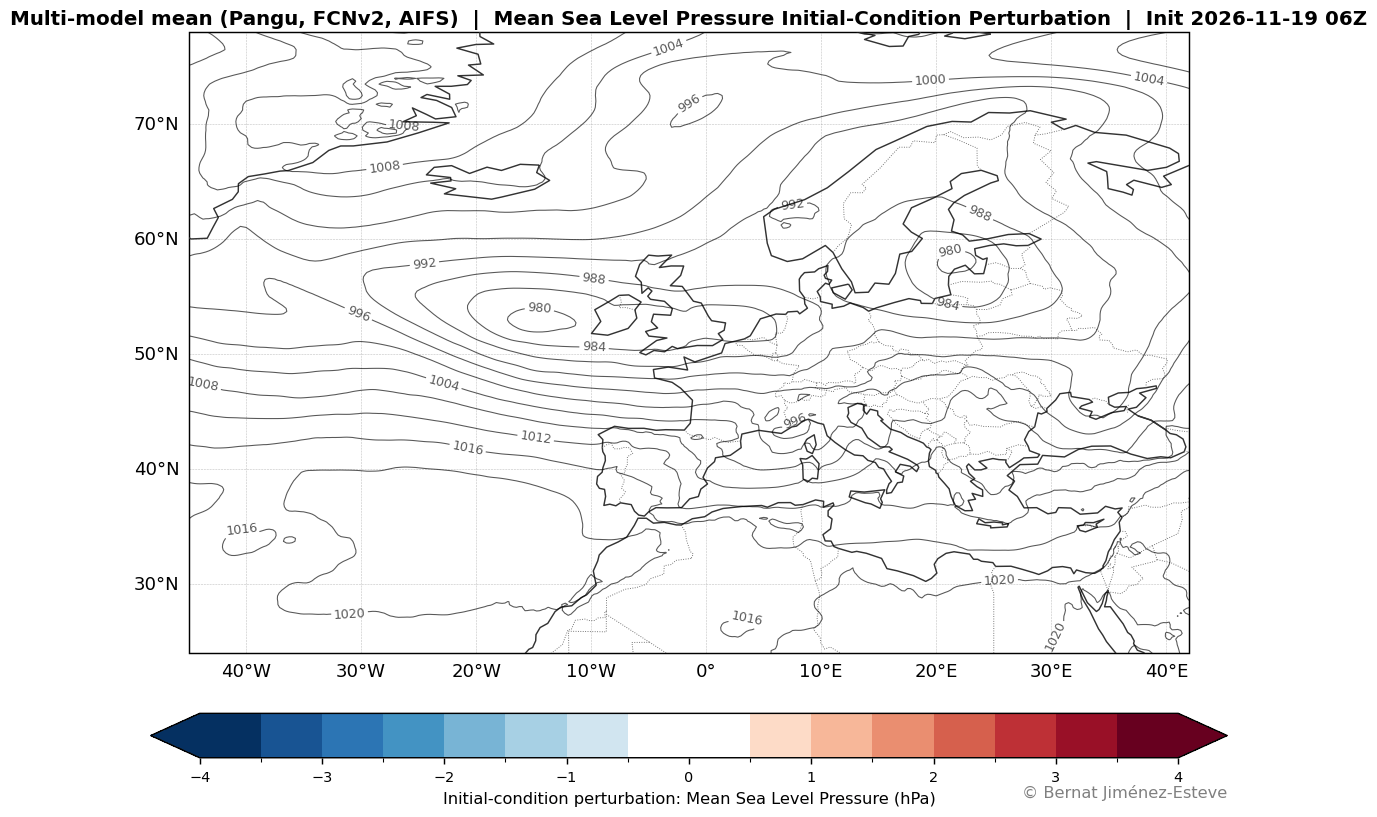 Multi-model mean (Pangu, FCNv2, AIFS)  |  Mean Sea Level Pressure Initial-Condition Perturbation  |  Init 2026-11-19 06Z
1004
1000
1004
996
70°N
1008
1008
992
988
60°N
980
992
988
996
980
984
50°N
984
1008
1004
996
1012
1016
40°N
1016
30°N
1020
1020
1016
1020
40°W 30°W 20°W 10°W 0° 10°E 20°E 30°E 40°E
−4 −3 −2 −1 0 1 2 3 4
Initial-condition perturbation: Mean Sea Level Pressure (hPa)
© Bernat Jiménez-Esteve